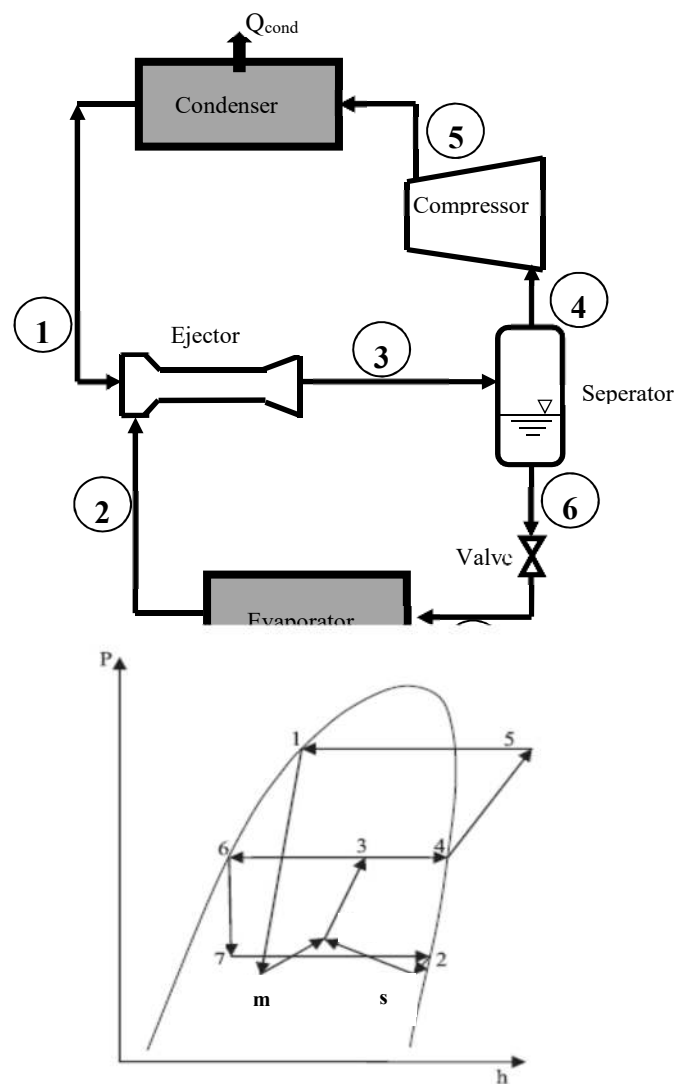 Qcond
Condenser
5
Compressor
4
1
Ejector
3
Seperator
2
6
Valve
Evaporator
P
1
5
6
3
4
7
2
m
s
h